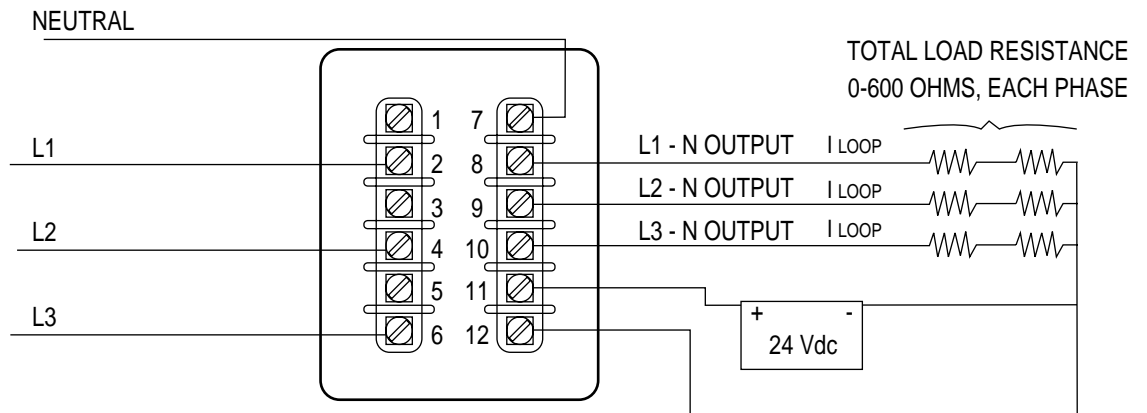 NEUTRAL
TOTAL LOAD RESISTANCE
0-600 OHMS, EACH PHASE
1 7
L1
L1 - N OUTPUT I LOOP
2 8
L2 - N OUTPUT I LOOP
3 9
L2
L3 - N OUTPUT I LOOP
4 10
5 11
L3
+ -
6 12
24 Vdc